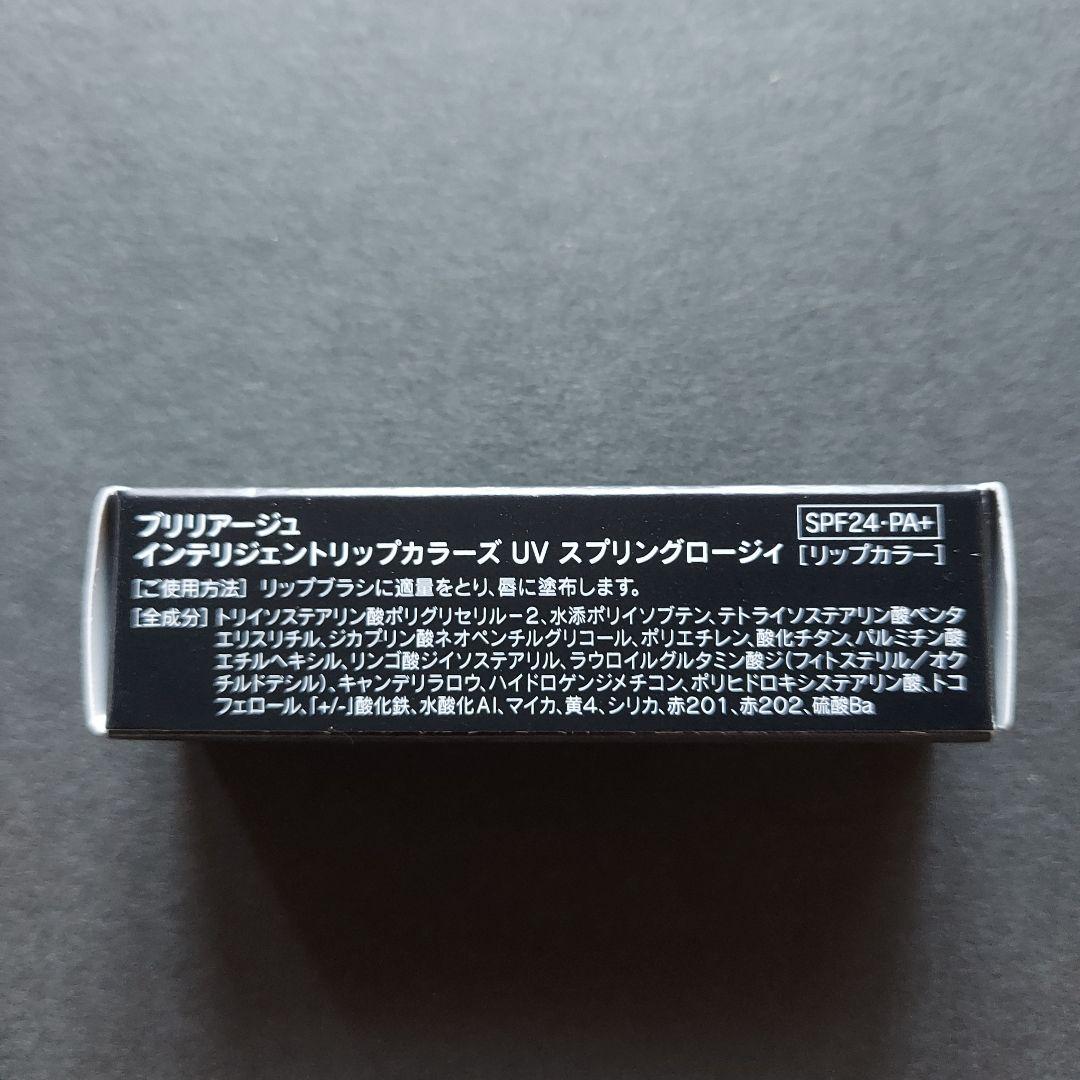 ブリリアージュ
SPF24・PA+
インテリジェントリップカラーズ UV スプリングロージィ [リップカラー]
[ご使用方法] リップブラシに適量をとり、唇に塗布します。
[全成分] トリイソステアリン酸ポリグリセリル－2、水添ポリイソブテン、テトライソステアリン酸ペンタ
エリスリチル、ジカプリン酸ネオペンチルグリコール、ポリエチレン、酸化チタン、パルミチン酸
エチルヘキシル、リンゴ酸ジイソステアリル、ラウロイルグルタミン酸ジ(フィトステリル／オク
チルドデシル)、キャンデリラロウ、ハイドロゲンジメチコン、ポリヒドロキシステアリン酸、トコ
フェロール、「+/-」酸化鉄、水酸化Al、マイカ、黄4、シリカ、赤201、赤202、硫酸Ba